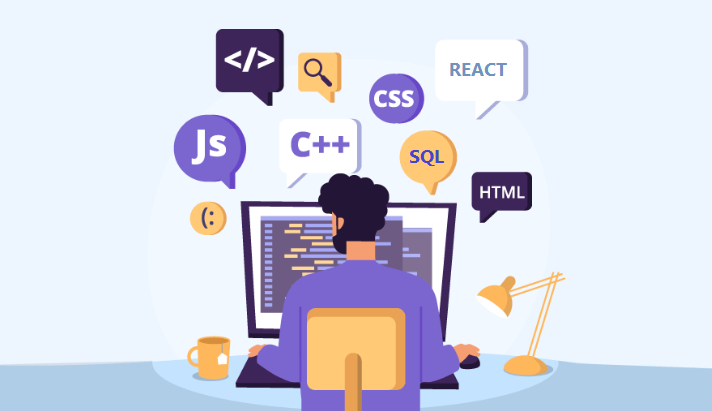 </>
REACT
CSS
Js
C++
SQL
HTML
(: